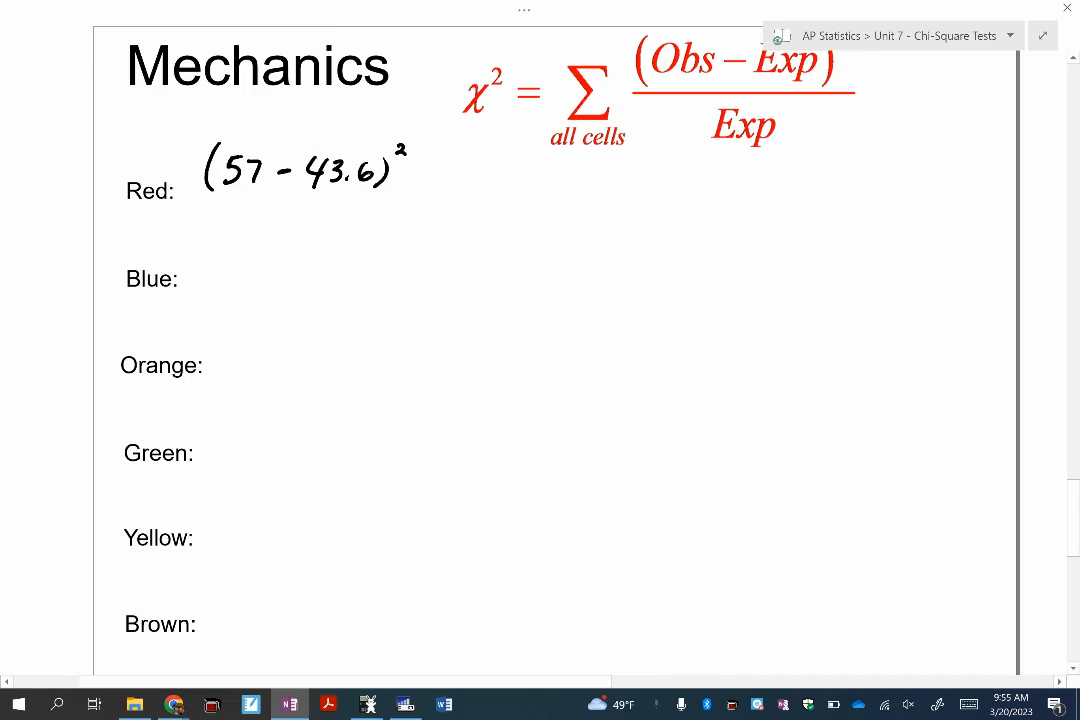 ...
AP Statistics > Unit 7 - Chi-Square Tests
Mechanics
χ² = ∑ (Obs − Exp)
all cells
Exp
Red: (57 - 43.6)²
Blue:
Orange:
Green:
Yellow:
Brown:
49°F
9:55 AM
3/20/2023
1